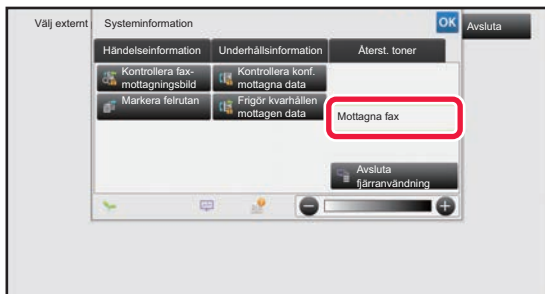 Välj externt
Systeminformation
OK
Avsluta
Händelseinformation
Underhållsinformation
Återst. toner
Kontrollera fax-
mottagningsbild
Kontrollera konf.
mottagna data
Markera felrutan
Frigör kvarhållen
mottagen data
Mottagna fax
Avsluta
fjärranvändning